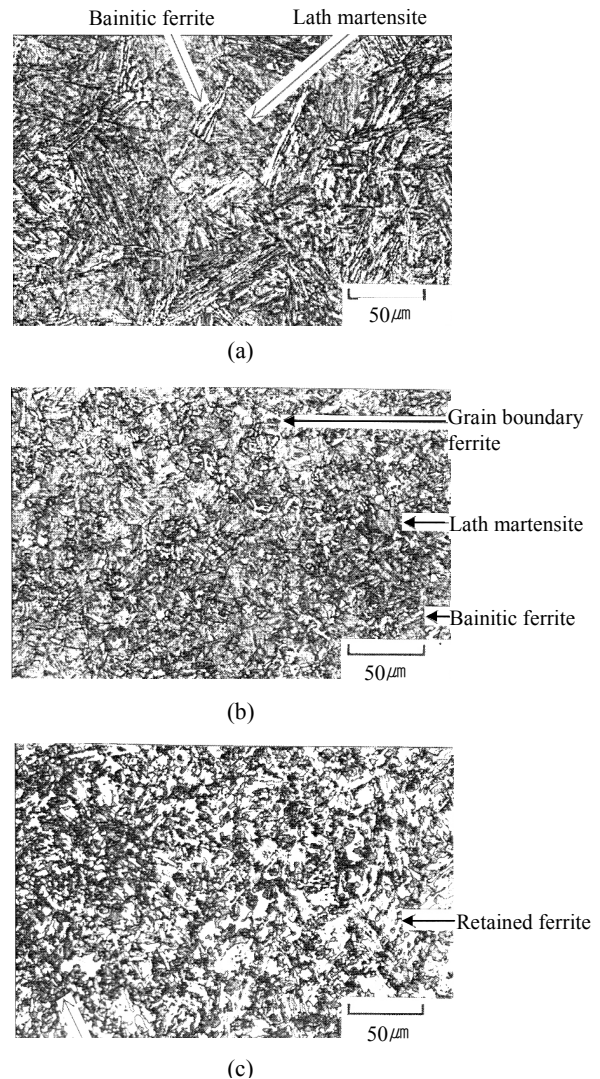 Bainitic ferrite Lath martensite
50㎛
(a)
Grain boundary
ferrite
Lath martensite
Bainitic ferrite
50㎛
(b)
Retained ferrite
50㎛
(c)